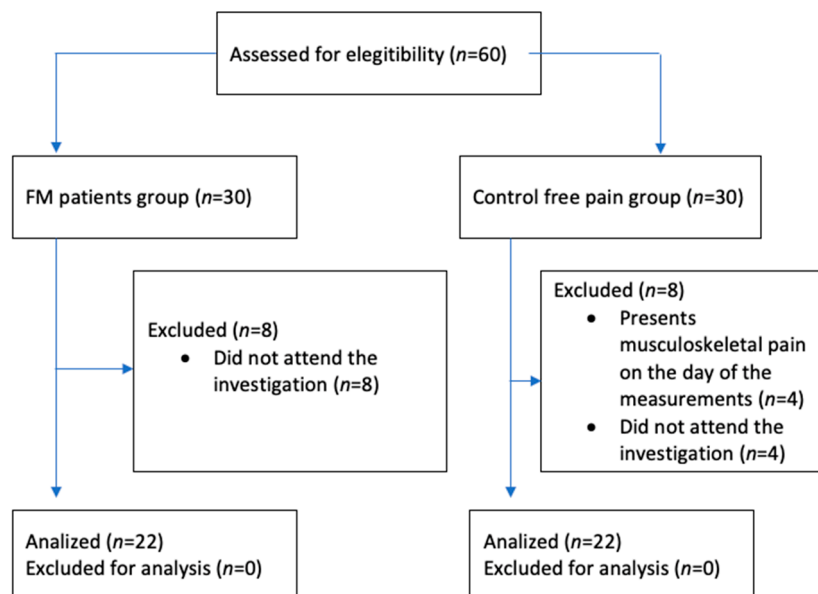 Assessed for elegitibility (n=60)
FM patients group (n=30)
Control free pain group (n=30)
Excluded (n=8)
• Did not attend the
investigation (n=8)
Excluded (n=8)
• Presents
musculoskeletal pain
on the day of the
measurements (n=4)
• Did not attend the
investigation (n=4)
Analized (n=22)
Excluded for analysis (n=0)
Analized (n=22)
Excluded for analysis (n=0)